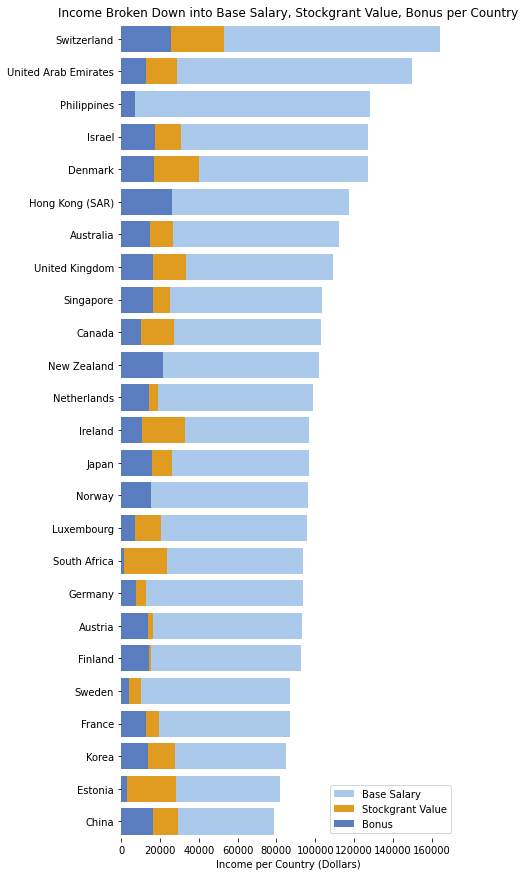 Income Broken Down into Base Salary, Stockgrant Value, Bonus per Country
Switzerland
United Arab Emirates
Philippines
Israel
Denmark
Hong Kong (SAR)
Australia
United Kingdom
Singapore
Canada
New Zealand
Netherlands
Ireland
Japan
Norway
Luxembourg
South Africa
Germany
Austria
Finland
Sweden
France
Korea
Estonia
China
Base Salary
Stockgrant Value
Bonus
0 20000 40000 60000 80000 100000 120000 140000 160000
Income per Country (Dollars)